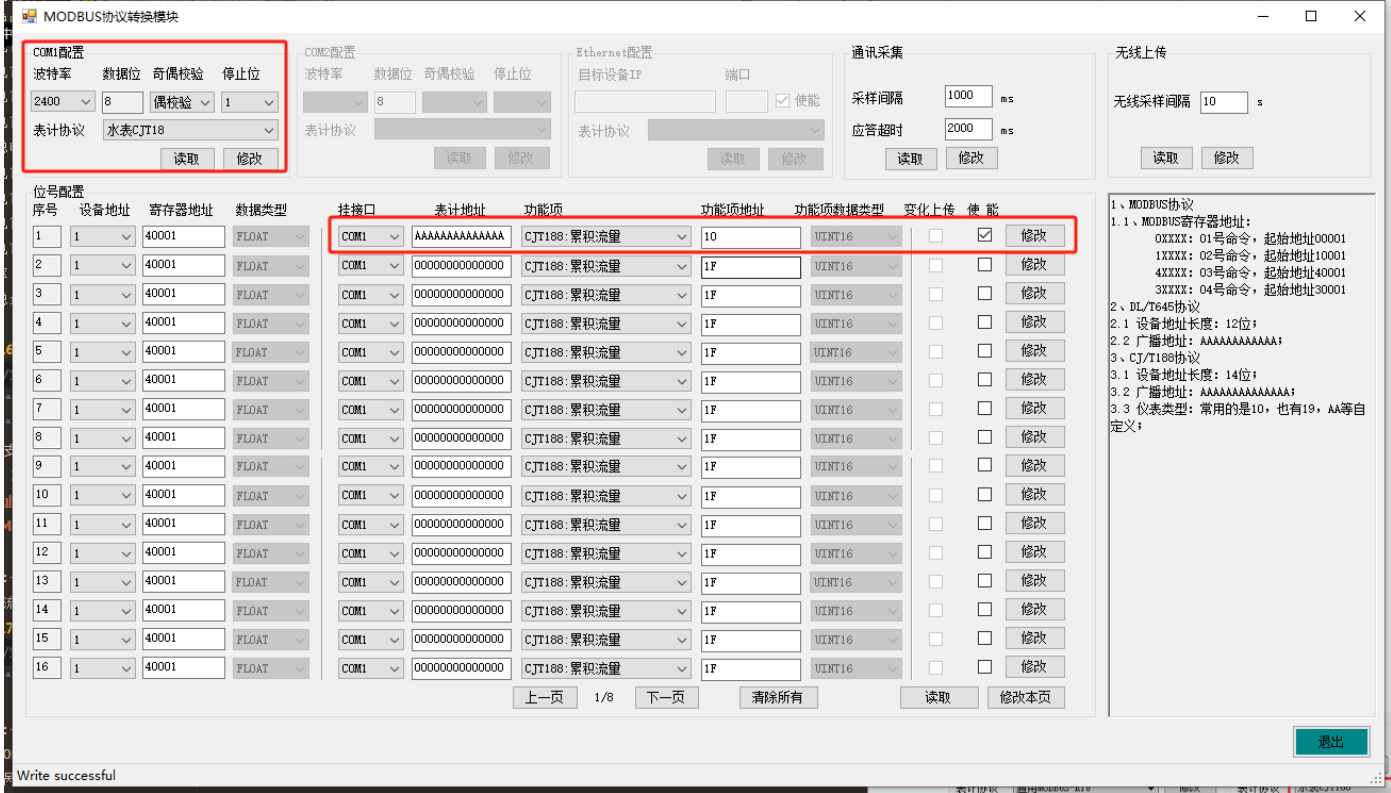 MODBUS协议转换模块
COM1配置 COM2配置 Ethernet配置 通讯采集 无线上传
波特率 数据位 奇偶校验 停止位 波特率 数据位 奇偶校验 停止位 目标设备IP 端口
2400 8 偶校验 1 8 使能 采样间隔 1000 ms 无线采样间隔 10 s
表计协议 水表CJT18 表计协议 表计协议 应答超时 2000 ms
读取 修改 读取 修改 读取 修改 读取 修改 读取 修改
位号配置
序号 设备地址 寄存器地址 数据类型 挂接口 表计地址 功能项 功能项地址 功能项数据类型 变化上传 使 能
1 1 40001 FLOAT COM1 AAAAAAAAAAAAAA CJT188:累积流量 10 UINT16 修改
2 1 40001 FLOAT COM1 00000000000000 CJT188:累积流量 1F UINT16 修改
3 1 40001 FLOAT COM1 00000000000000 CJT188:累积流量 1F UINT16 修改
4 1 40001 FLOAT COM1 00000000000000 CJT188:累积流量 1F UINT16 修改
5 1 40001 FLOAT COM1 00000000000000 CJT188:累积流量 1F UINT16 修改
6 1 40001 FLOAT COM1 00000000000000 CJT188:累积流量 1F UINT16 修改
7 1 40001 FLOAT COM1 00000000000000 CJT188:累积流量 1F UINT16 修改
8 1 40001 FLOAT COM1 00000000000000 CJT188:累积流量 1F UINT16 修改
9 1 40001 FLOAT COM1 00000000000000 CJT188:累积流量 1F UINT16 修改
10 1 40001 FLOAT COM1 00000000000000 CJT188:累积流量 1F UINT16 修改
11 1 40001 FLOAT COM1 00000000000000 CJT188:累积流量 1F UINT16 修改
12 1 40001 FLOAT COM1 00000000000000 CJT188:累积流量 1F UINT16 修改
13 1 40001 FLOAT COM1 00000000000000 CJT188:累积流量 1F UINT16 修改
14 1 40001 FLOAT COM1 00000000000000 CJT188:累积流量 1F UINT16 修改
15 1 40001 FLOAT COM1 00000000000000 CJT188:累积流量 1F UINT16 修改
16 1 40001 FLOAT COM1 00000000000000 CJT188:累积流量 1F UINT16 修改
上一页 1/8 下一页 清除所有 读取 修改本页
1、MODBUS协议
1.1、MODBUS寄存器地址:
0XXXX: 01号命令，起始地址00001
1XXXX: 02号命令，起始地址10001
4XXXX: 03号命令，起始地址40001
3XXXX: 04号命令，起始地址30001
2、DL/T645协议
2.1 设备地址长度: 12位;
2.2 广播地址: AAAAAAAAAAAA;
3、CJ/T188协议
3.1 设备地址长度: 14位;
3.2 广播地址: AAAAAAAAAAAAAA;
3.3 仪表类型: 常用的是10，也有19，AA等自
定义;
退出
Write successful